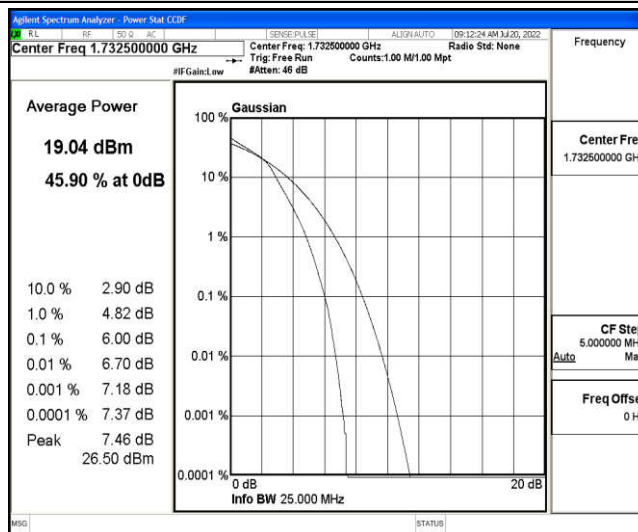 Agilent Spectrum Analyzer - Power Stat CCDF
RL RF 50 Ω AC SENSE:PULSE ALIGN AUTO 09:12:24 AM Jul 20, 2022
Center Freq 1.732500000 GHz
Center Freq: 1.732500000 GHz Radio Std: None
Trig: Free Run Counts:1.00 M/1.00 Mpt
#IFGain:Low #Atten: 46 dB
Frequency
Average Power
19.04 dBm
45.90 % at 0dB
10.0 % 2.90 dB
1.0 % 4.82 dB
0.1 % 6.00 dB
0.01 % 6.70 dB
0.001 % 7.18 dB
0.0001 % 7.37 dB
Peak 7.46 dB
26.50 dBm
Gaussian
100 %
10 %
1 %
0.1 %
0.01 %
0.001 %
0.0001 %
0 dB 20 dB
Info BW 25.000 MHz
Center Fre
1.732500000 GH
CF Ste
5.000000 MH
Auto Ma
Freq Offse
0 H
MSG STATUS